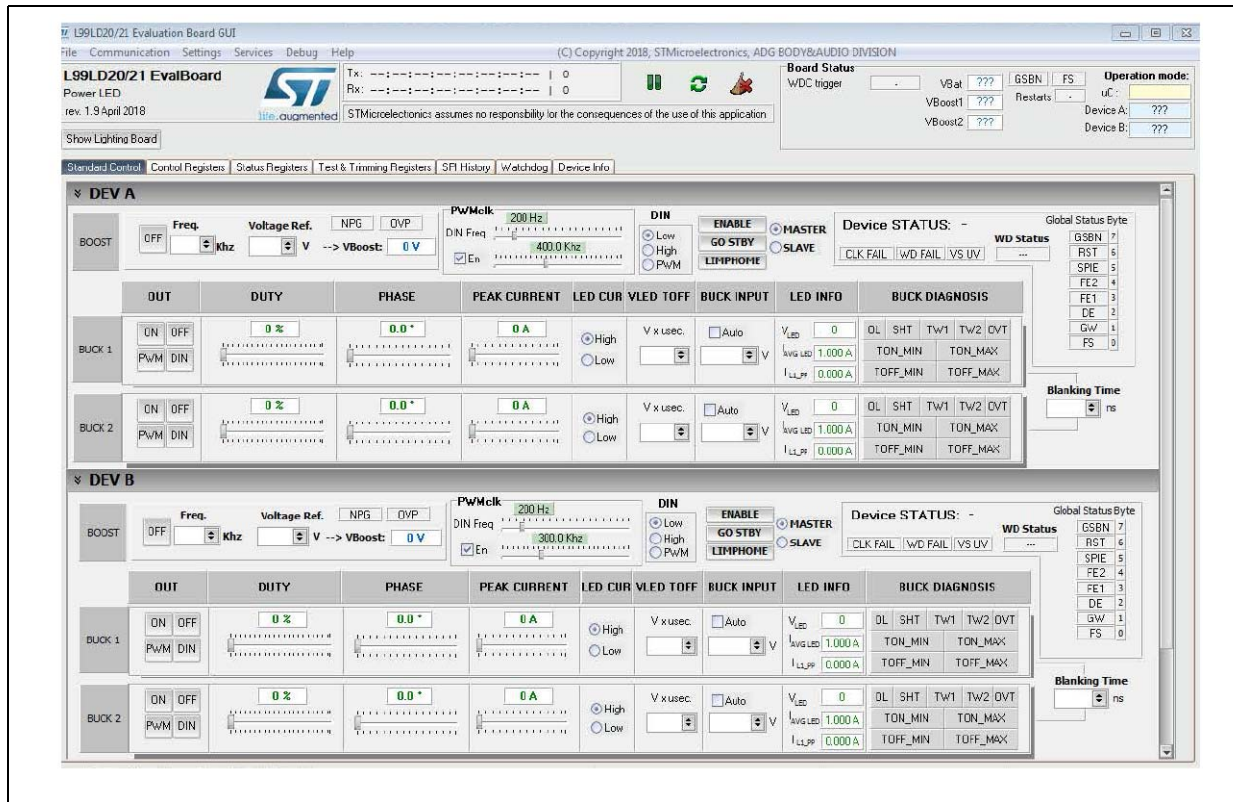 L99LD20/21 Evaluation Board GUI
File Communication Settings Services Debug Help (C) Copyright 2018, STMicroelectronics, ADG BODY&AUDIO DIVISION
L99LD20/21 EvalBoard
Power LED
rev. 1.9 April 2018
ST
life.augmented
Tx: --:--:--:--:--:--:--:-- | 0
Rx: --:--:--:--:--:--:--:-- | 0
STMicroelectronics assumes no responsbility for the consequences of the use of this application
Board Status
WDC trigger -
VBat ???
VBoost1 ???
VBoost2 ???
GSBN FS
Restarts -
Operation mode:
uC:
Device A: ???
Device B: ???
Show Lighting Board
Standard Control Control Registers Status Registers Test & Trimming Registers SPI History Watchdog Device Info
DEV A
BOOST OFF
Freq. Khz
Voltage Ref. V
NPG OVP
--> VBoost: 0 V
PWMclk
DIN Freq 200 Hz
En 400.0 Khz
DIN
Low
High
PWM
ENABLE
GO STBY
LIMPHOME
MASTER
SLAVE
Device STATUS: -
CLK FAIL WD FAIL VS UV
WD Status
---
Global Status Byte
GSBN 7
RST 6
SPIE 5
FE2 4
FE1 3
DE 2
GW 1
FS 0
OUT DUTY PHASE PEAK CURRENT LED CUR VLED TOFF BUCK INPUT LED INFO BUCK DIAGNOSIS
BUCK 1
ON OFF
PWM DIN
0 % 0.0 ° 0 A
High
Low
V x usec.
Auto
V
VLED 0
IAVG LED 1.000 A
I L1_PP 0.000 A
OL SHT TW1 TW2 OVT
TON_MIN TON_MAX
TOFF_MIN TOFF_MAX
Blanking Time
ns
BUCK 2
ON OFF
PWM DIN
0 % 0.0 ° 0 A
High
Low
V x usec.
Auto
V
VLED 0
IAVG LED 1.000 A
I L1_PP 0.000 A
OL SHT TW1 TW2 OVT
TON_MIN TON_MAX
TOFF_MIN TOFF_MAX
DEV B
BOOST OFF
Freq. Khz
Voltage Ref. V
NPG OVP
--> VBoost: 0 V
PWMclk
DIN Freq 200 Hz
En 300.0 Khz
DIN
Low
High
PWM
ENABLE
GO STBY
LIMPHOME
MASTER
SLAVE
Device STATUS: -
CLK FAIL WD FAIL VS UV
WD Status
---
Global Status Byte
GSBN 7
RST 6
SPIE 5
FE2 4
FE1 3
DE 2
GW 1
FS 0
OUT DUTY PHASE PEAK CURRENT LED CUR VLED TOFF BUCK INPUT LED INFO BUCK DIAGNOSIS
BUCK 1
ON OFF
PWM DIN
0 % 0.0 ° 0 A
High
Low
V x usec.
Auto
V
VLED 0
IAVG LED 1.000 A
I L1_PP 0.000 A
OL SHT TW1 TW2 OVT
TON_MIN TON_MAX
TOFF_MIN TOFF_MAX
Blanking Time
ns
BUCK 2
ON OFF
PWM DIN
0 % 0.0 ° 0 A
High
Low
V x usec.
Auto
V
VLED 0
IAVG LED 1.000 A
I L1_PP 0.000 A
OL SHT TW1 TW2 OVT
TON_MIN TON_MAX
TOFF_MIN TOFF_MAX